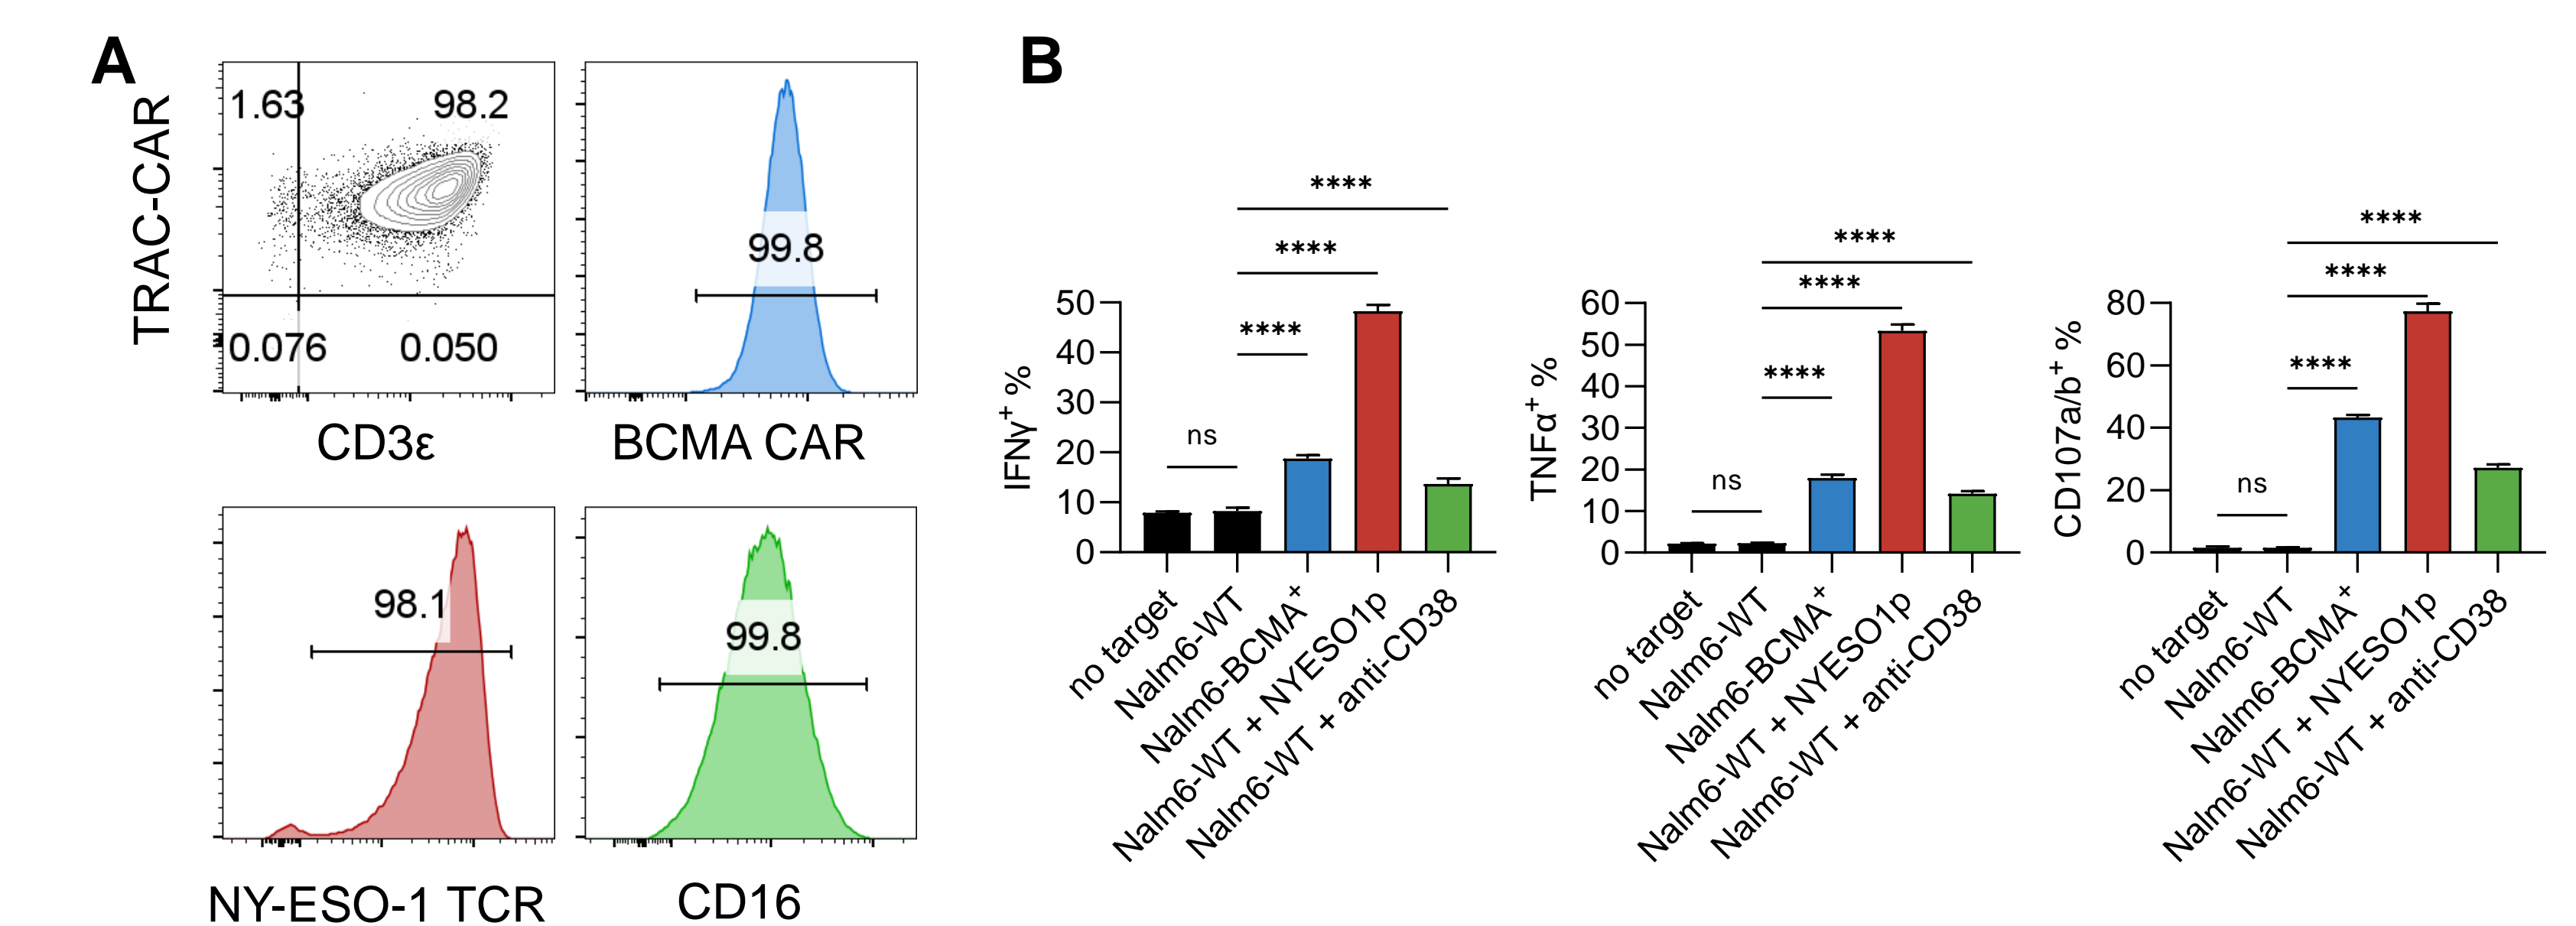 A
TRAC-CAR
1.63
98.2
0.076
0.050
CD3ε
99.8
BCMA CAR
98.1
NY-ESO-1 TCR
99.8
CD16
B
IFNγ+ %
50
40
30
20
10
0
ns
****
****
****
no target
Nalm6-WT
Nalm6-BCMA+
Nalm6-WT + NYESO1p
Nalm6-WT + anti-CD38
TNFα+ %
60
50
40
30
20
10
0
ns
****
****
****
no target
Nalm6-WT
Nalm6-BCMA+
Nalm6-WT + NYESO1p
Nalm6-WT + anti-CD38
CD107a/b+ %
80
60
40
20
0
ns
****
****
****
no target
Nalm6-WT
Nalm6-BCMA+
Nalm6-WT + NYESO1p
Nalm6-WT + anti-CD38